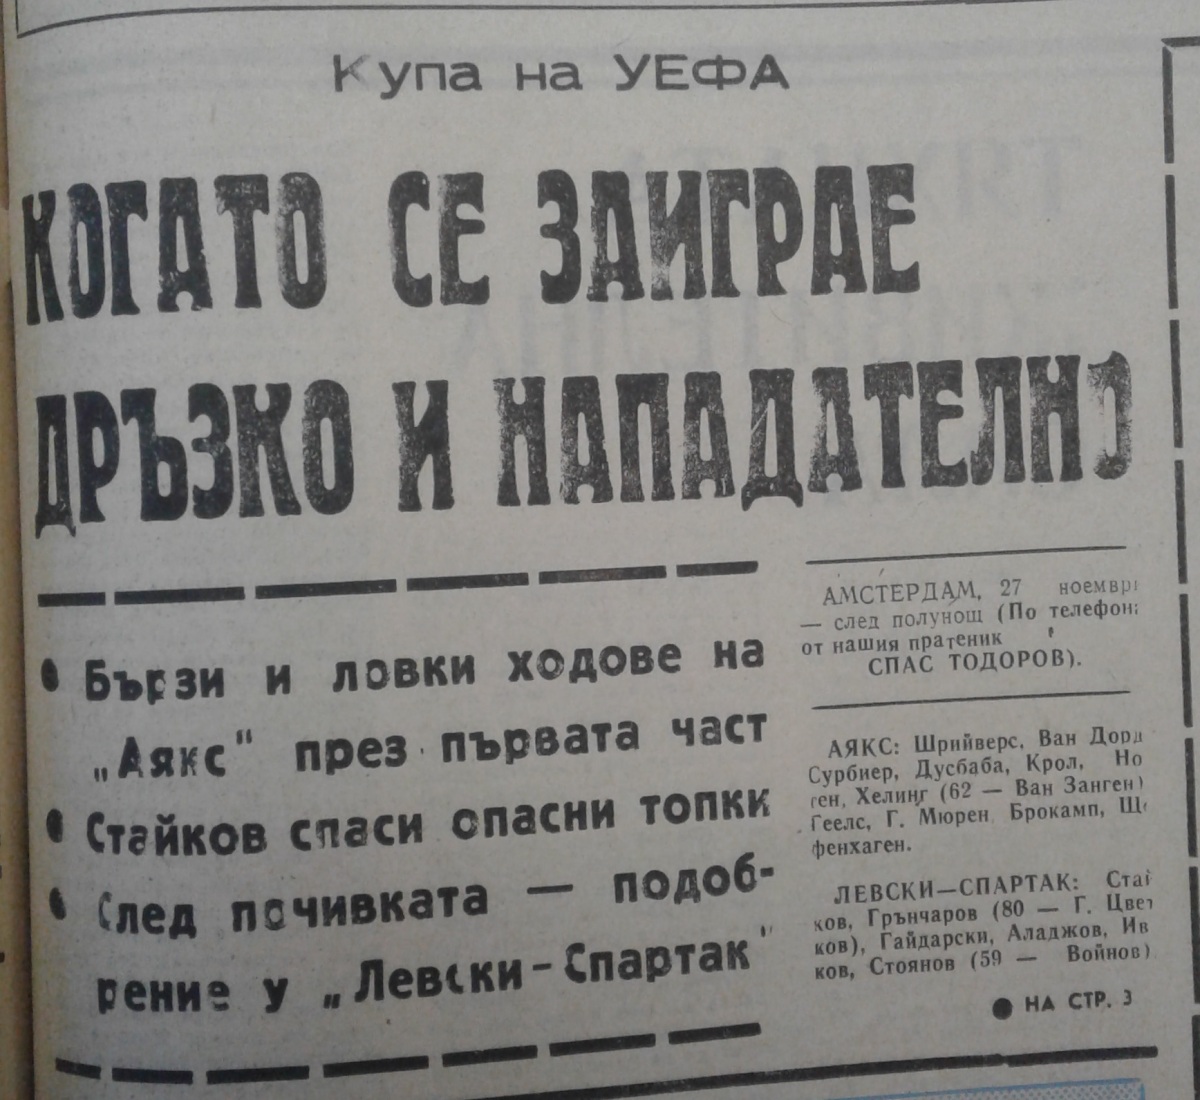 Купа на УЕФА
КОГАТО СЕ ЗАИГРАЕ
ДРЪЗКО И НАПАДАТЕЛНО
• Бързи и ловки ходове на
„Аякс" през първата част
• Стайков спаси опасни топки
• След почивката — подоб-
рение у „Левски-Спартак"
АМСТЕРДАМ, 27 ноември
— след полунощ (По телефона
от нашия пратеник
СПАС ТОДОРОВ).
АЯКС: Шрийверс, Ван Дорд
Сурбиер, Дусбаба, Крол, Но
ген, Хелинг (62 — Ван Занген)
Геелс, Г. Мюрен, Брокамп, Ще
фенхаген.
ЛЕВСКИ—СПАРТАК: Стай
ков, Грънчаров (80 — Г. Цвет
ков), Гайдарски, Аладжов, Ив
ков, Стоянов (59 — Войнов)
● НА СТР. 3